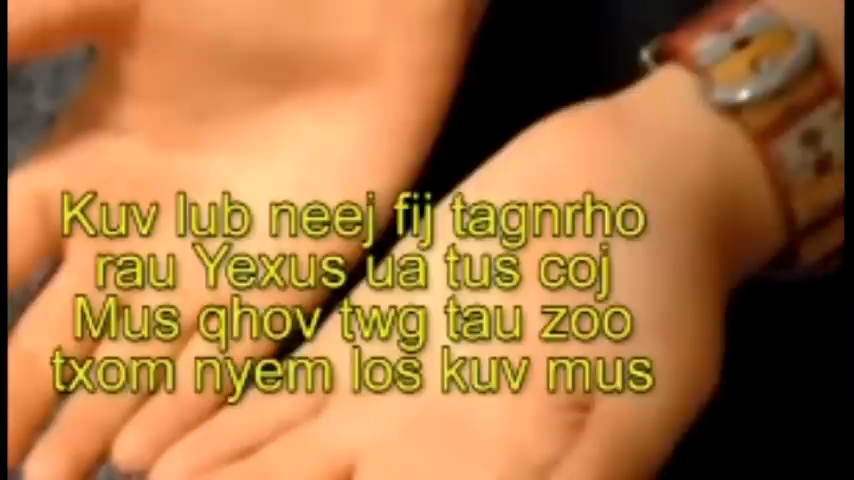 Kuv lub neej fij tagnrho
rau Yexus ua tus coj
Mus qhov twg tau zoo
txom nyem los kuv mus